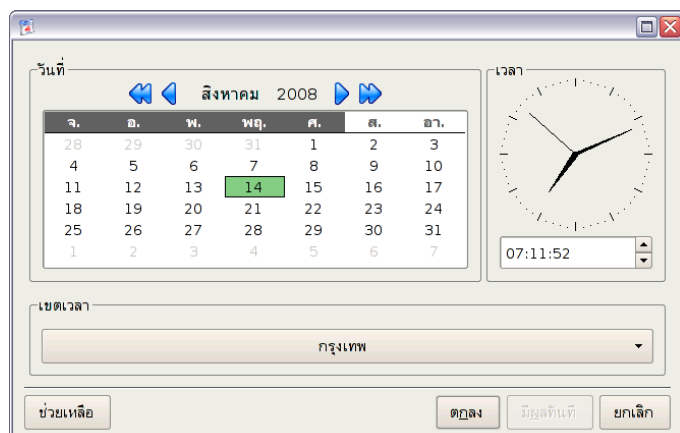 วันที่
สิงหาคม 2008
จ. อ. พ. พฤ. ศ. ส. อา.
28 29 30 31 1 2 3
4 5 6 7 8 9 10
11 12 13 14 15 16 17
18 19 20 21 22 23 24
25 26 27 28 29 30 31
1 2 3 4 5 6 7
เวลา
07:11:52
เขตเวลา
กรุงเทพ
ช่วยเหลือ
ตกลง
มีผลทันที
ยกเลิก